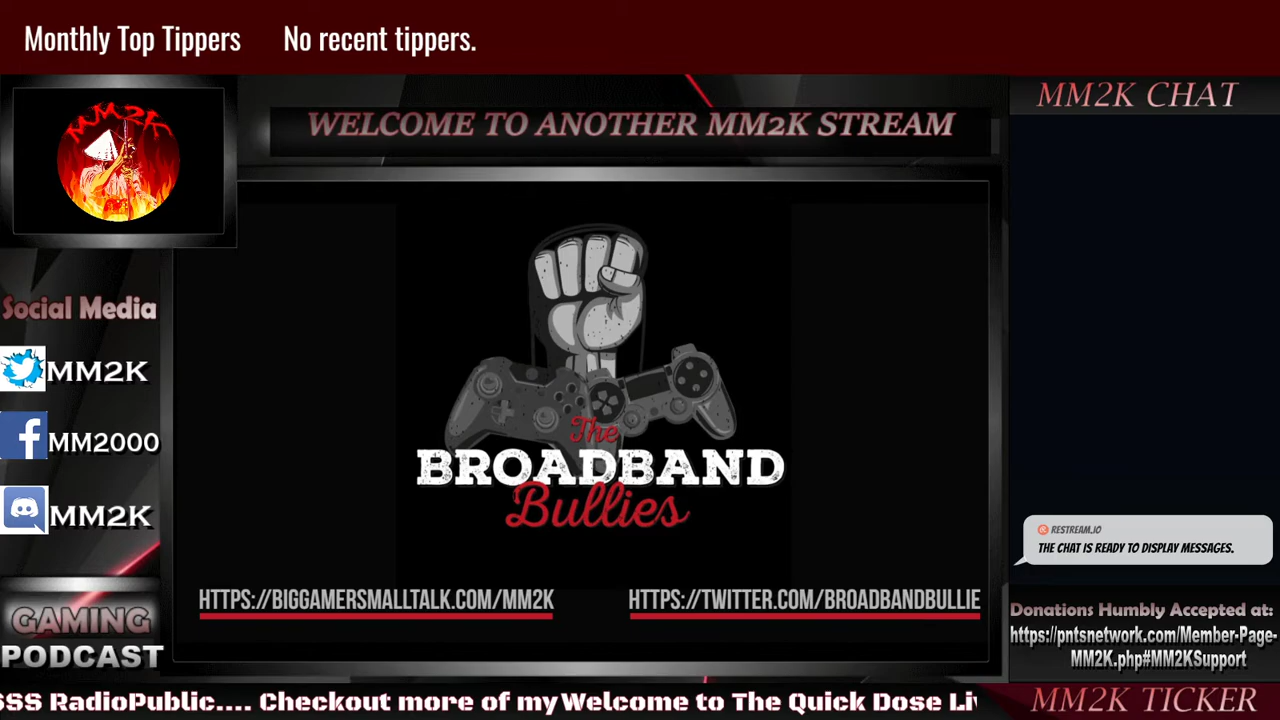 Monthly Top Tippers No recent tippers.
MM2K
WELCOME TO ANOTHER MM2K STREAM
MM2K CHAT
Social Media
MM2K
MM2000
MM2K
The
BROADBAND
Bullies
HTTPS://BIGGAMERSMALLTALK.COM/MM2K
HTTPS://TWITTER.COM/BROADBANDBULLIE
RESTREAM.IO
THE CHAT IS READY TO DISPLAY MESSAGES.
Donations Humbly Accepted at:
https://pntsnetwork.com/Member-Page-
MM2K.php#MM2KSupport
GAMING
PODCAST
SSS RadioPublic.... Checkout more of my Welcome to The Quick Dose Li
MM2K TICKER